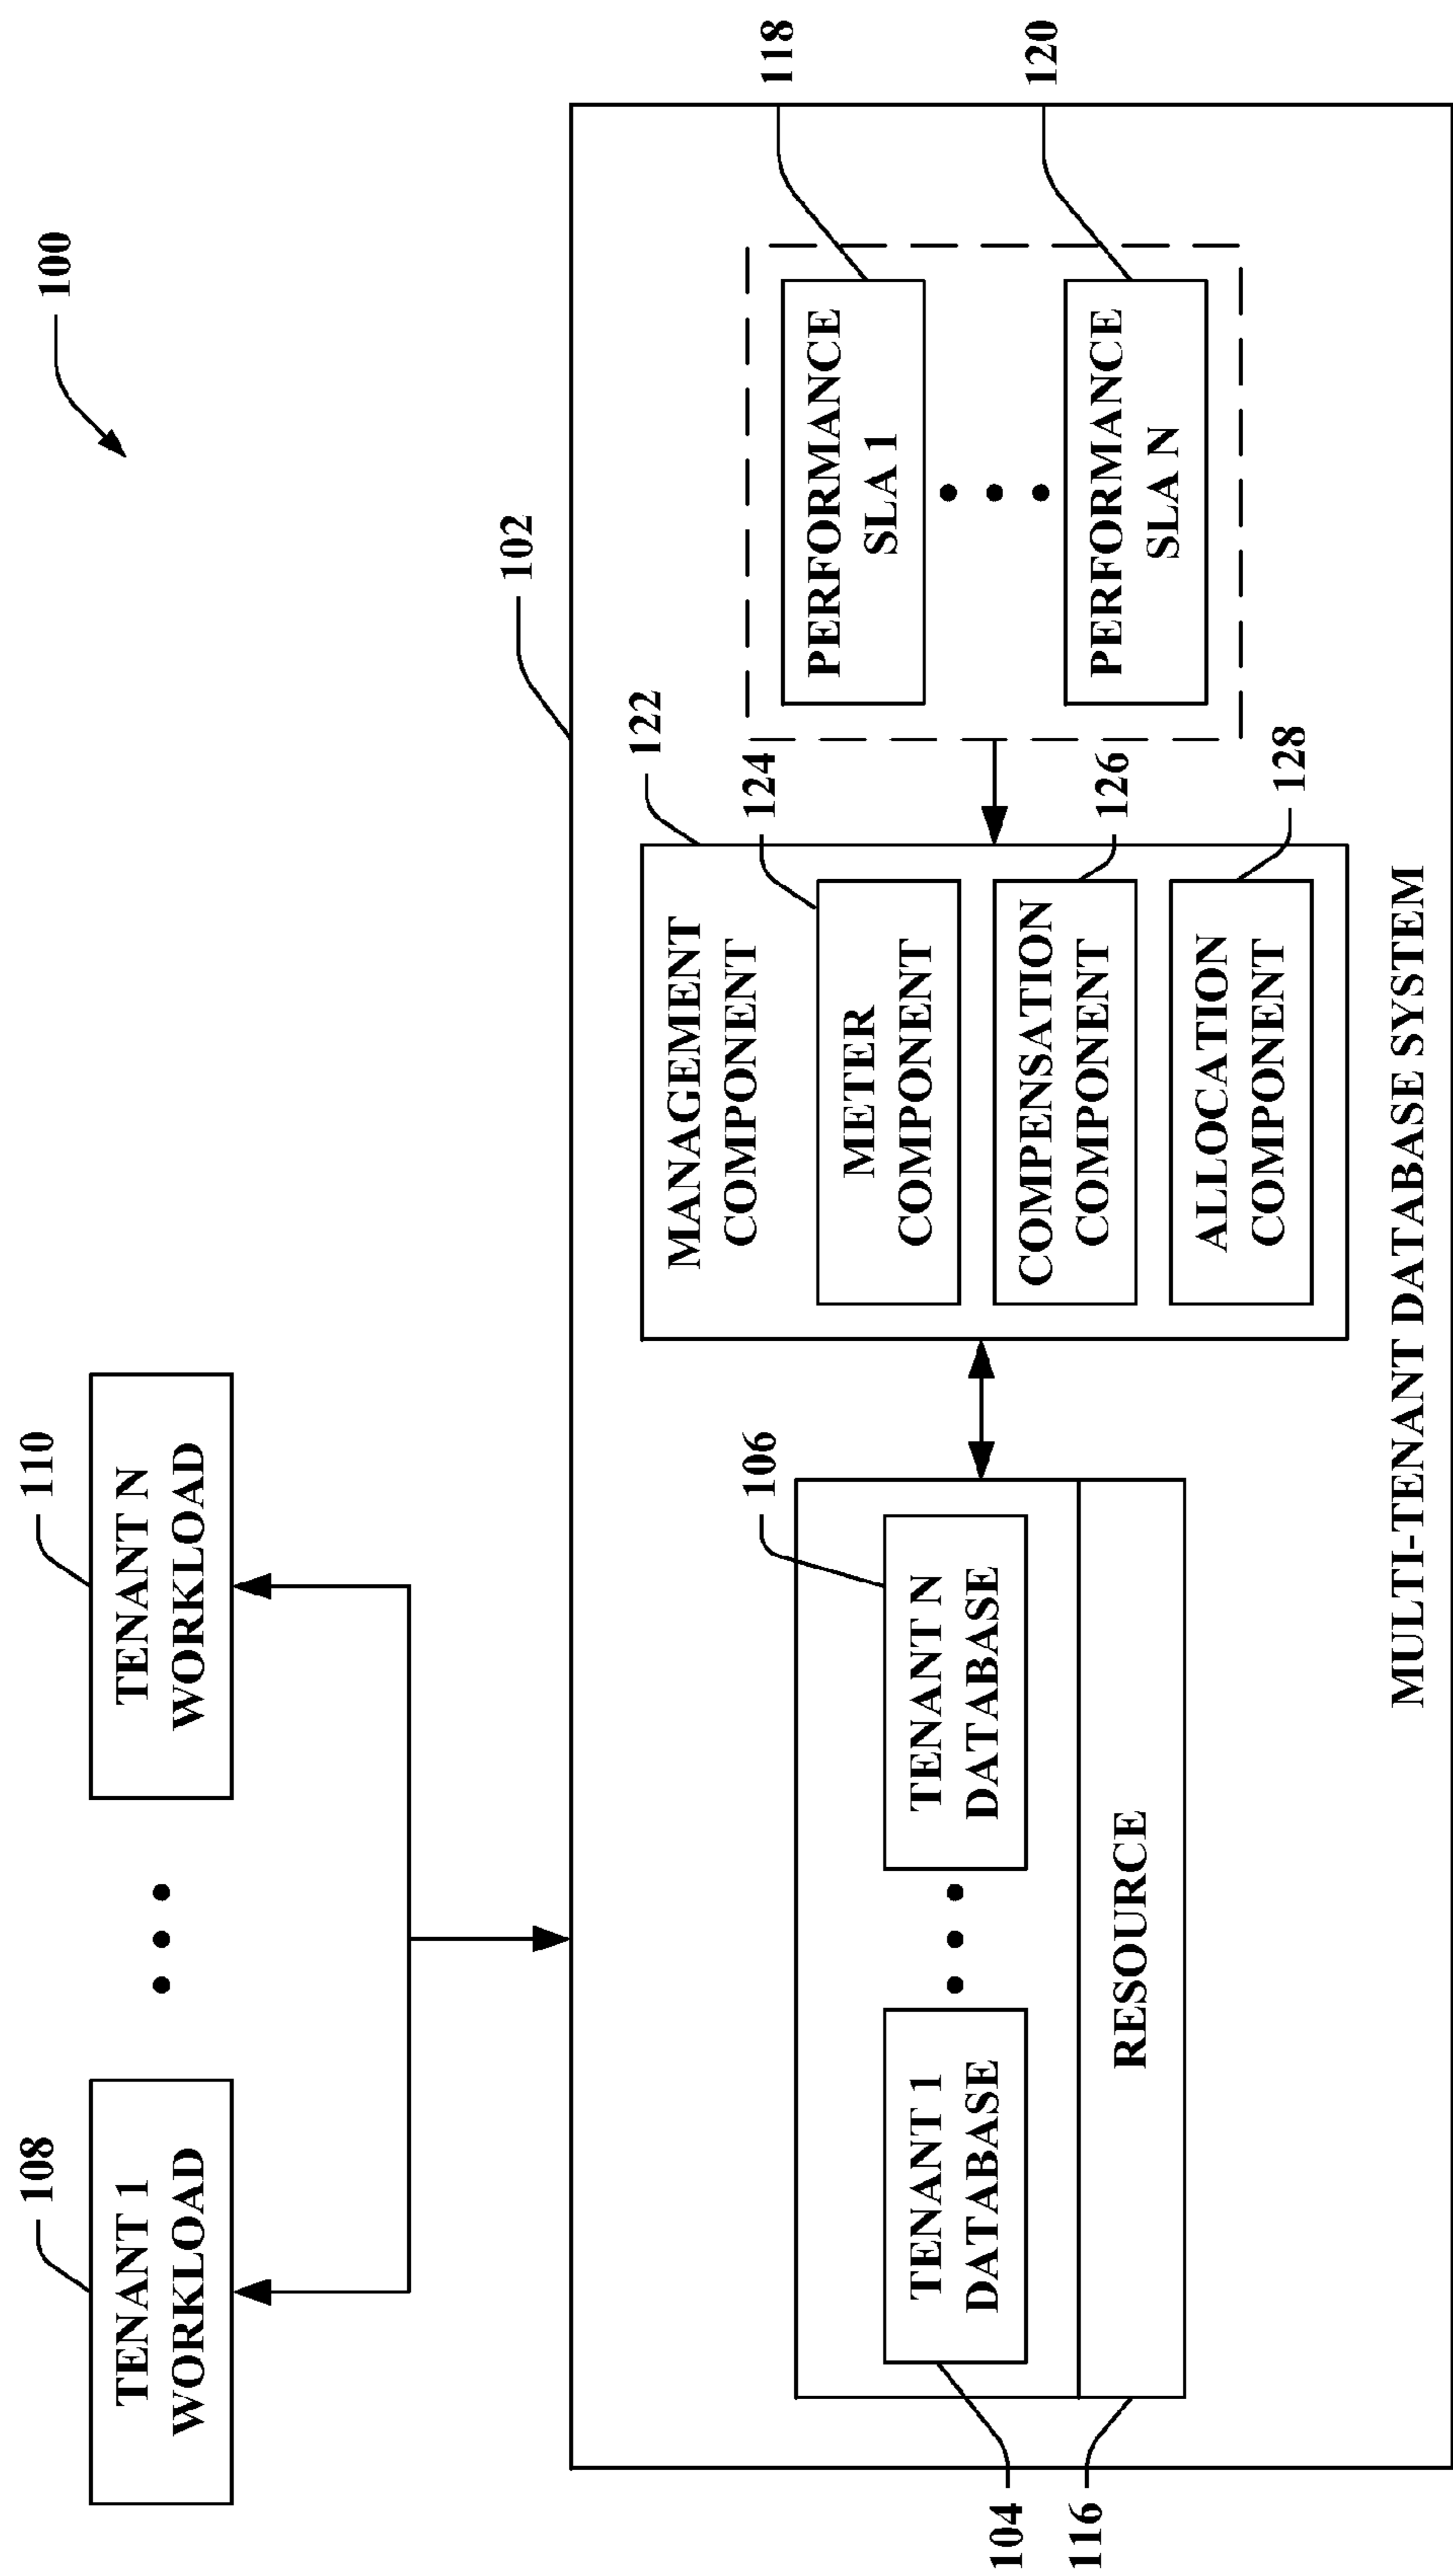 100
108
TENANT 1
WORKLOAD
110
TENANT N
WORKLOAD
102
104
TENANT 1
DATABASE
106
TENANT N
DATABASE
116
RESOURCE
122
MANAGEMENT
COMPONENT
124
METER
COMPONENT
126
COMPENSATION
COMPONENT
128
ALLOCATION
COMPONENT
118
PERFORMANCE
SLA 1
120
PERFORMANCE
SLA N
MULTI-TENANT DATABASE SYSTEM